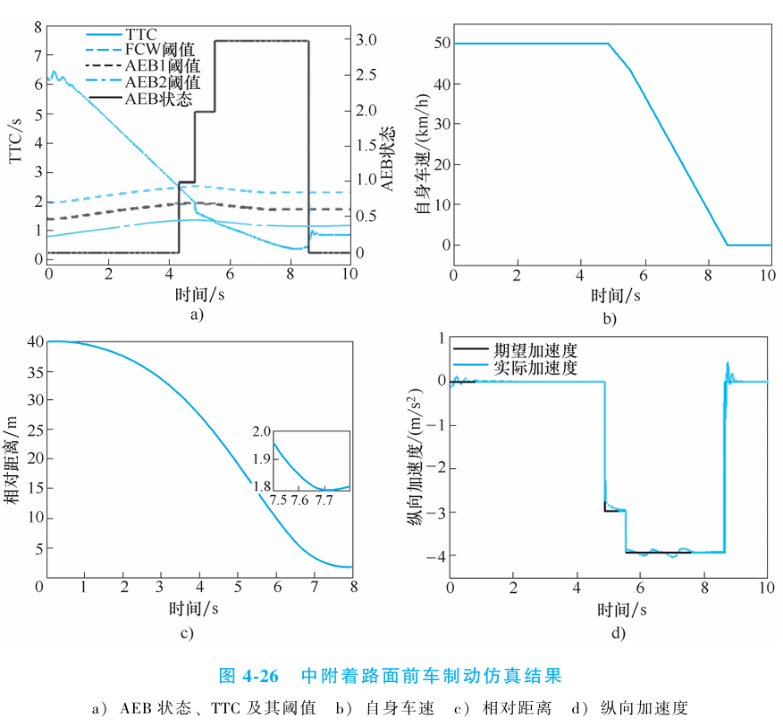 TTC
FCW阈值
AEB1阈值
AEB2阈值
AEB状态
8
7
6
5
4
3
2
1
0
TTC/s
3.0
2.5
2.0
1.5
1.0
0.5
0
AEB状态
0 2 4 6 8 10
时间/s
a)
50
40
30
20
10
0
自身车速/(km/h)
0 2 4 6 8 10
时间/s
b)
40
35
30
25
20
15
10
5
相对距离/m
2.0
1.9
1.8
7.5 7.6 7.7
0 1 2 3 4 5 6 7 8
时间/s
c)
期望加速度
实际加速度
1
0
−1
−2
−3
−4
纵向加速度/(m/s²)
0 2 4 6 8 10
时间/s
d)
图 4-26 中附着路面前车制动仿真结果
a) AEB 状态、TTC 及其阈值 b) 自身车速 c) 相对距离 d) 纵向加速度